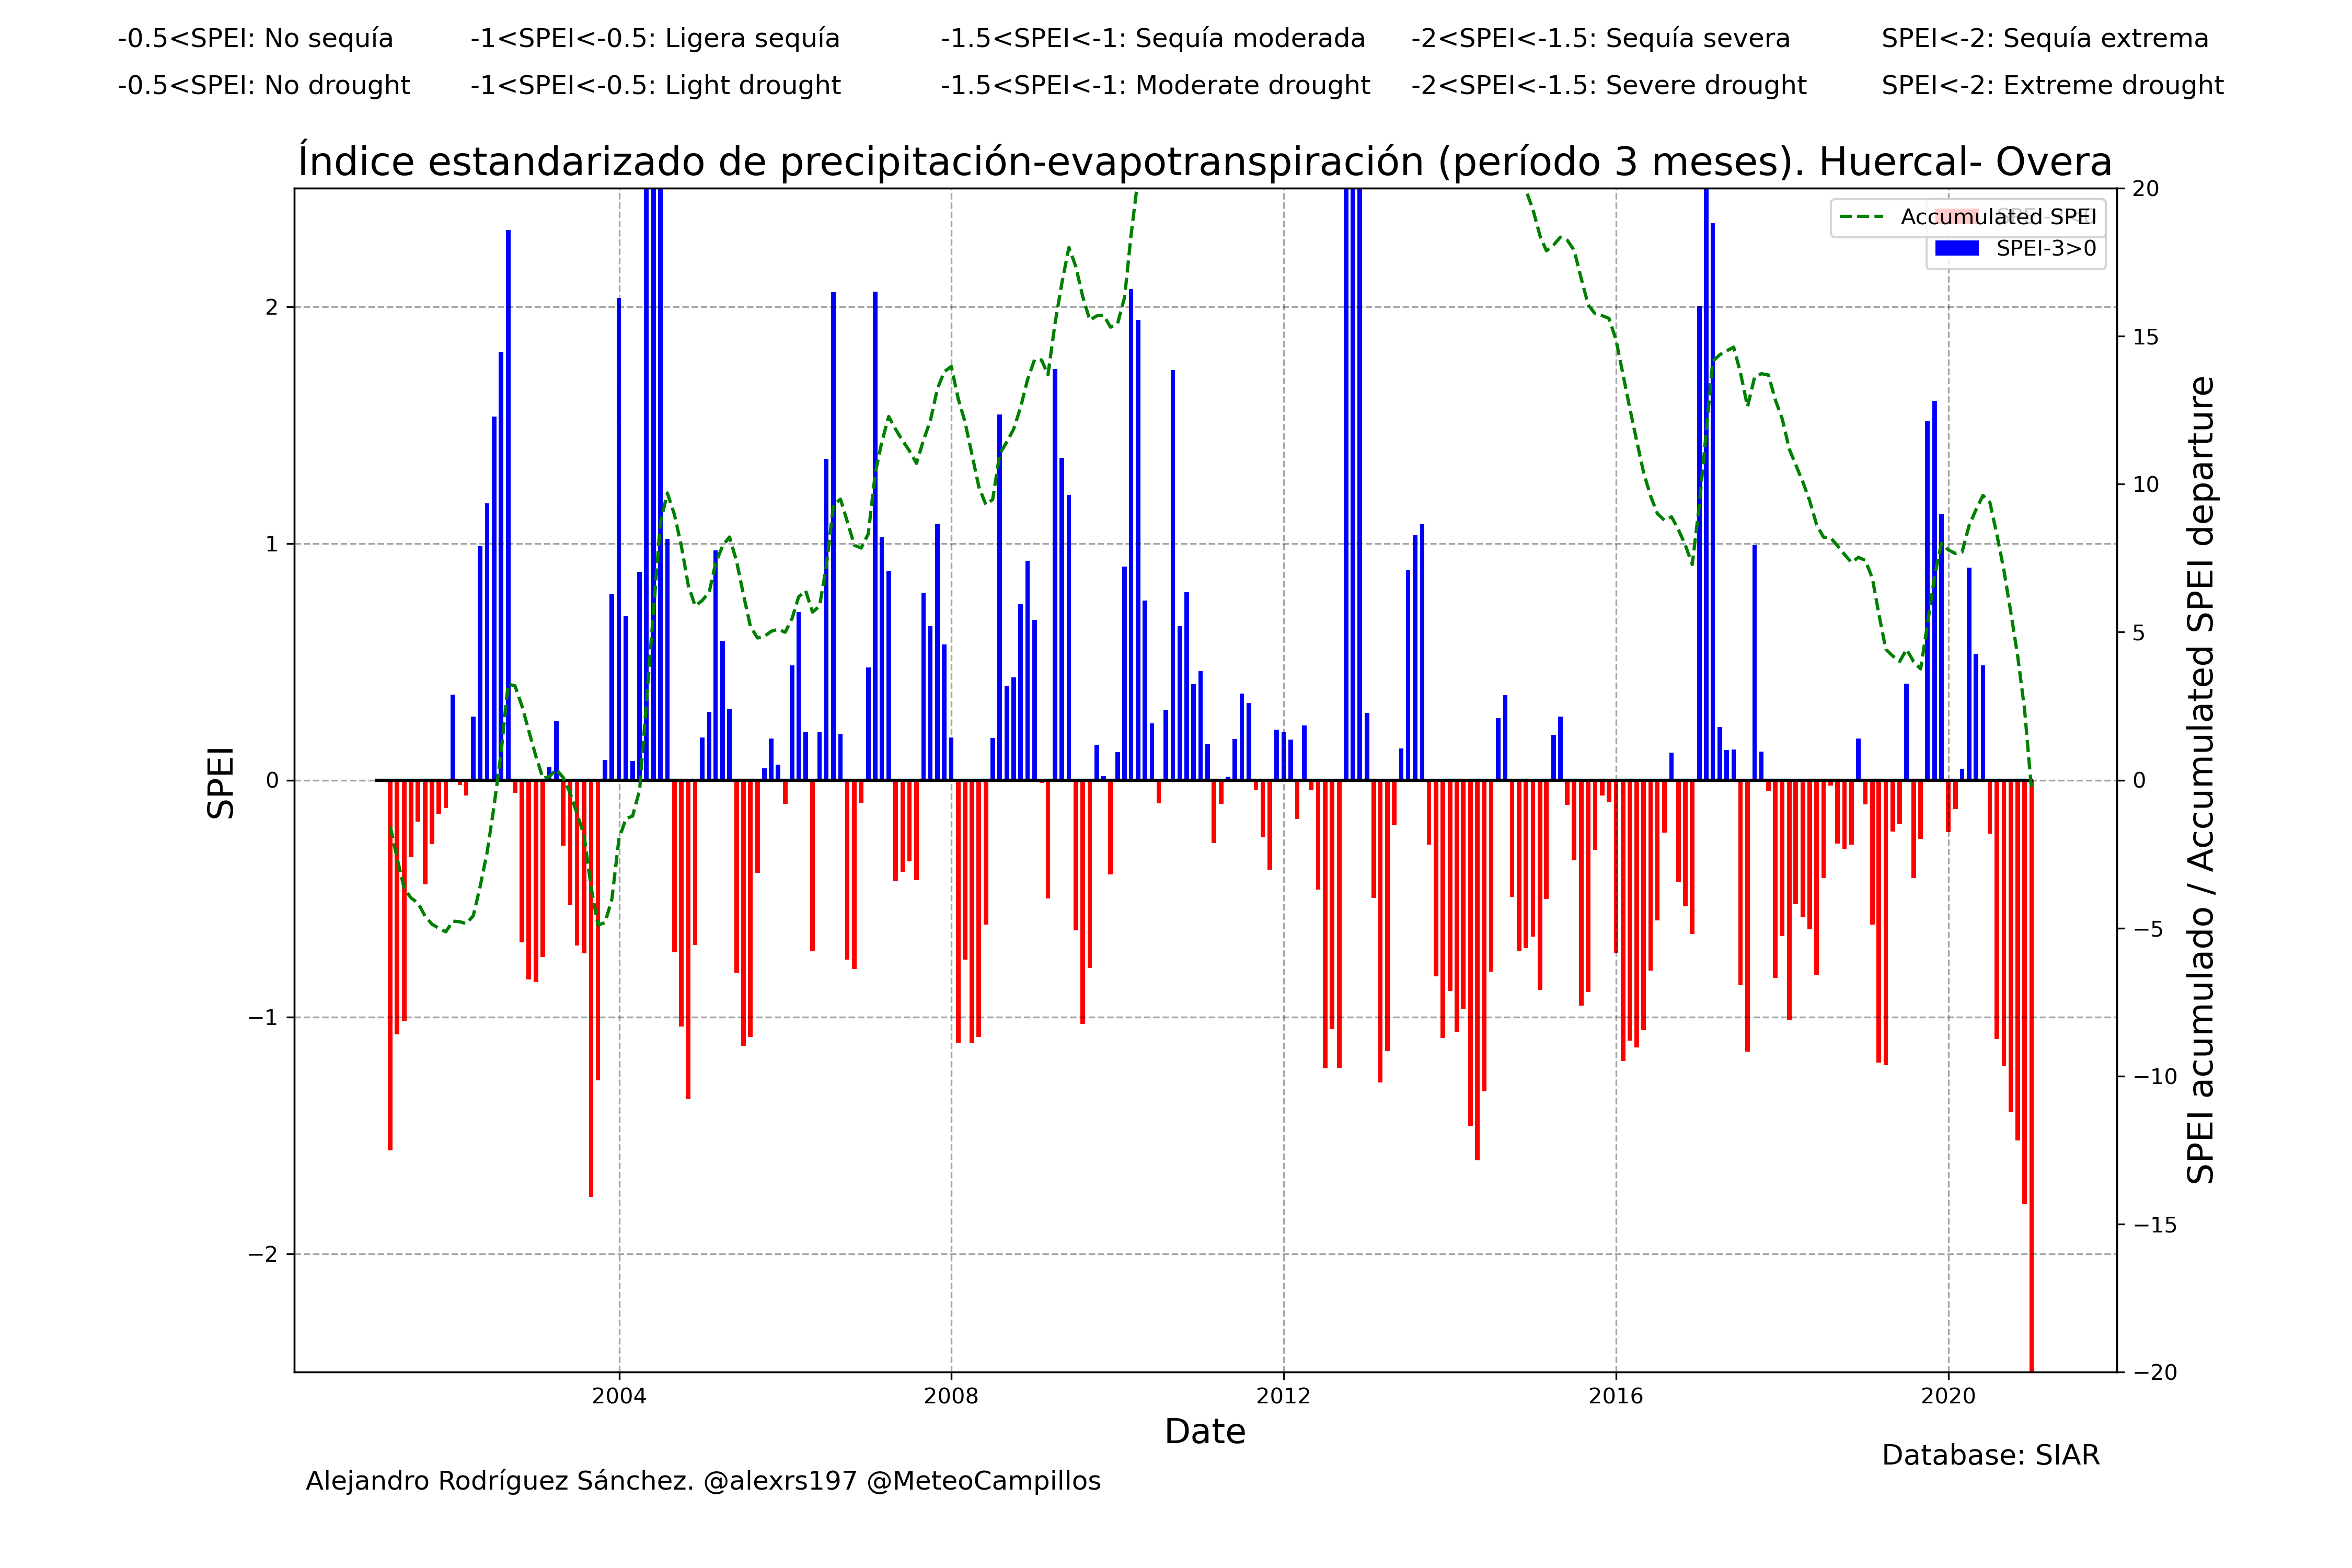 -0.5<SPEI: No sequía -1<SPEI<-0.5: Ligera sequía -1.5<SPEI<-1: Sequía moderada -2<SPEI<-1.5: Sequía severa SPEI<-2: Sequía extrema
-0.5<SPEI: No drought -1<SPEI<-0.5: Light drought -1.5<SPEI<-1: Moderate drought -2<SPEI<-1.5: Severe drought SPEI<-2: Extreme drought
Índice estandarizado de precipitación-evapotranspiración (período 3 meses). Huercal- Overa
Accumulated SPEI
SPEI-3>0
2
1
0
−1
−2
SPEI
20
15
10
5
0
−5
−10
−15
−20
SPEI acumulado / Accumulated SPEI departure
2004 2008 2012 2016 2020
Date
Database: SIAR
Alejandro Rodríguez Sánchez. @alexrs197 @MeteoCampillos